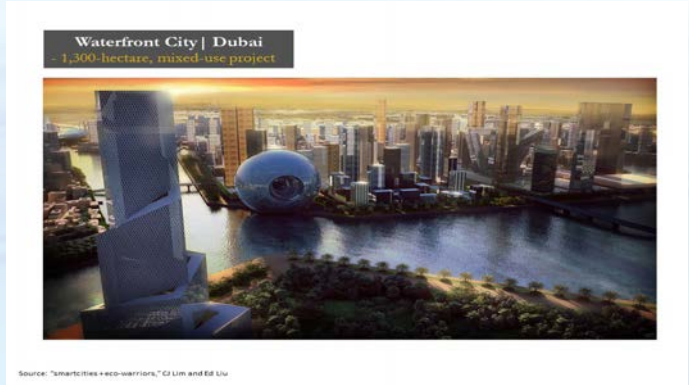 Waterfront City| Dubai
- 1,300-hectare, mixed-use project
Source: "smartcities+eco-warriors," CJ Lim and Ed Liu